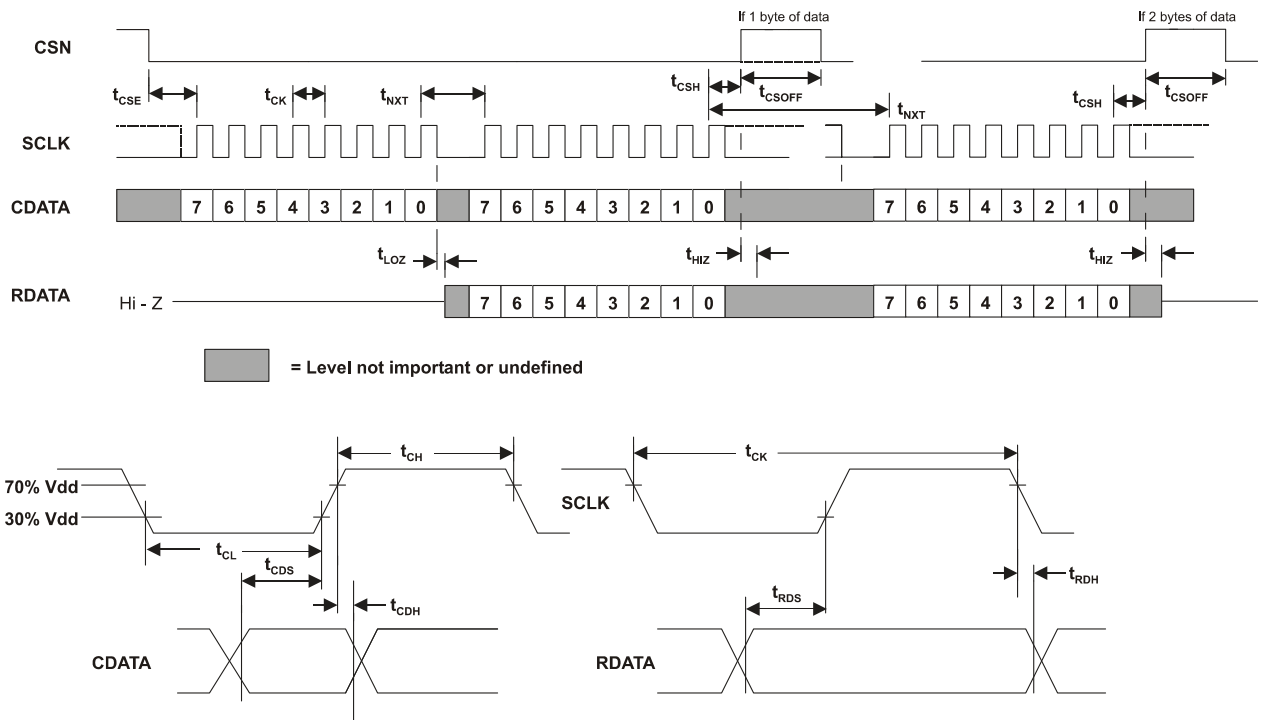 If 1 byte of data
If 2 bytes of data
CSN
tCSE
tCK
tNXT
tCSH
tCSOFF
tNXT
tCSH
tCSOFF
SCLK
CDATA
7 6 5 4 3 2 1 0
7 6 5 4 3 2 1 0
7 6 5 4 3 2 1 0
tLOZ
tHIZ
tHIZ
RDATA
Hi - Z
7 6 5 4 3 2 1 0
7 6 5 4 3 2 1 0
= Level not important or undefined
tCH
tCK
70% Vdd
SCLK
30% Vdd
tCL
tCDS
tCDH
tRDS
tRDH
CDATA
RDATA